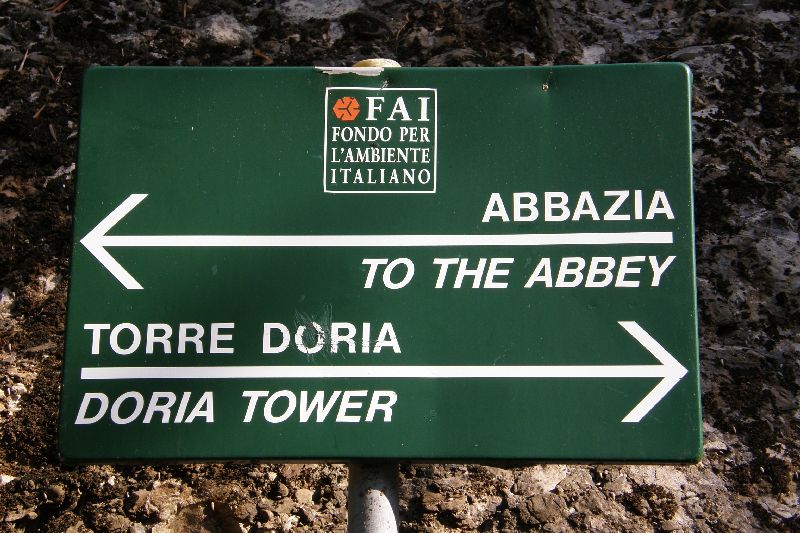 FAI
FONDO PER
L'AMBIENTE
ITALIANO
ABBAZIA
TO THE ABBEY
TORRE DORIA
DORIA TOWER